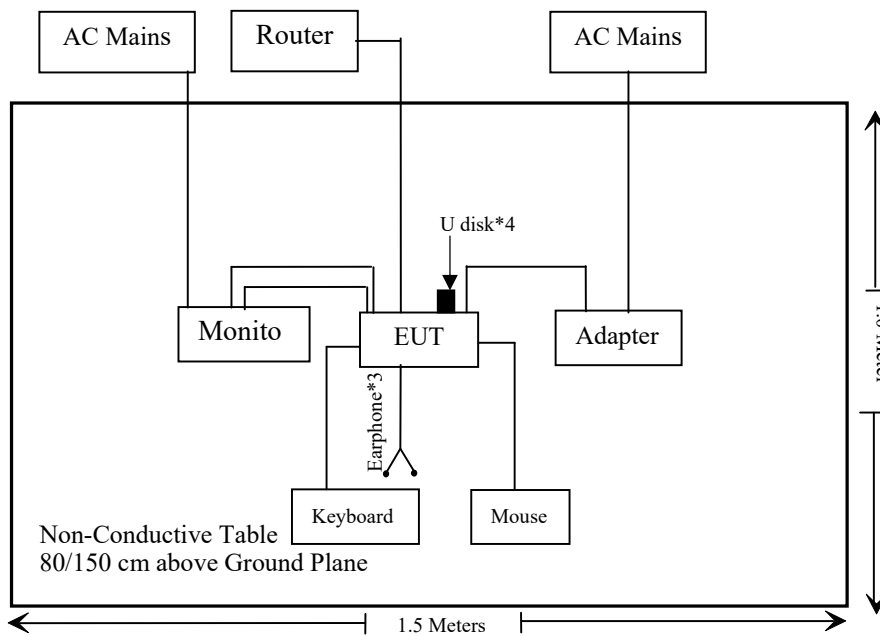 AC Mains
Router
AC Mains
U disk*4
Monito
EUT
Adapter
Earphone*3
Keyboard
Mouse
Non-Conductive Table
80/150 cm above Ground Plane
1.5 Meters